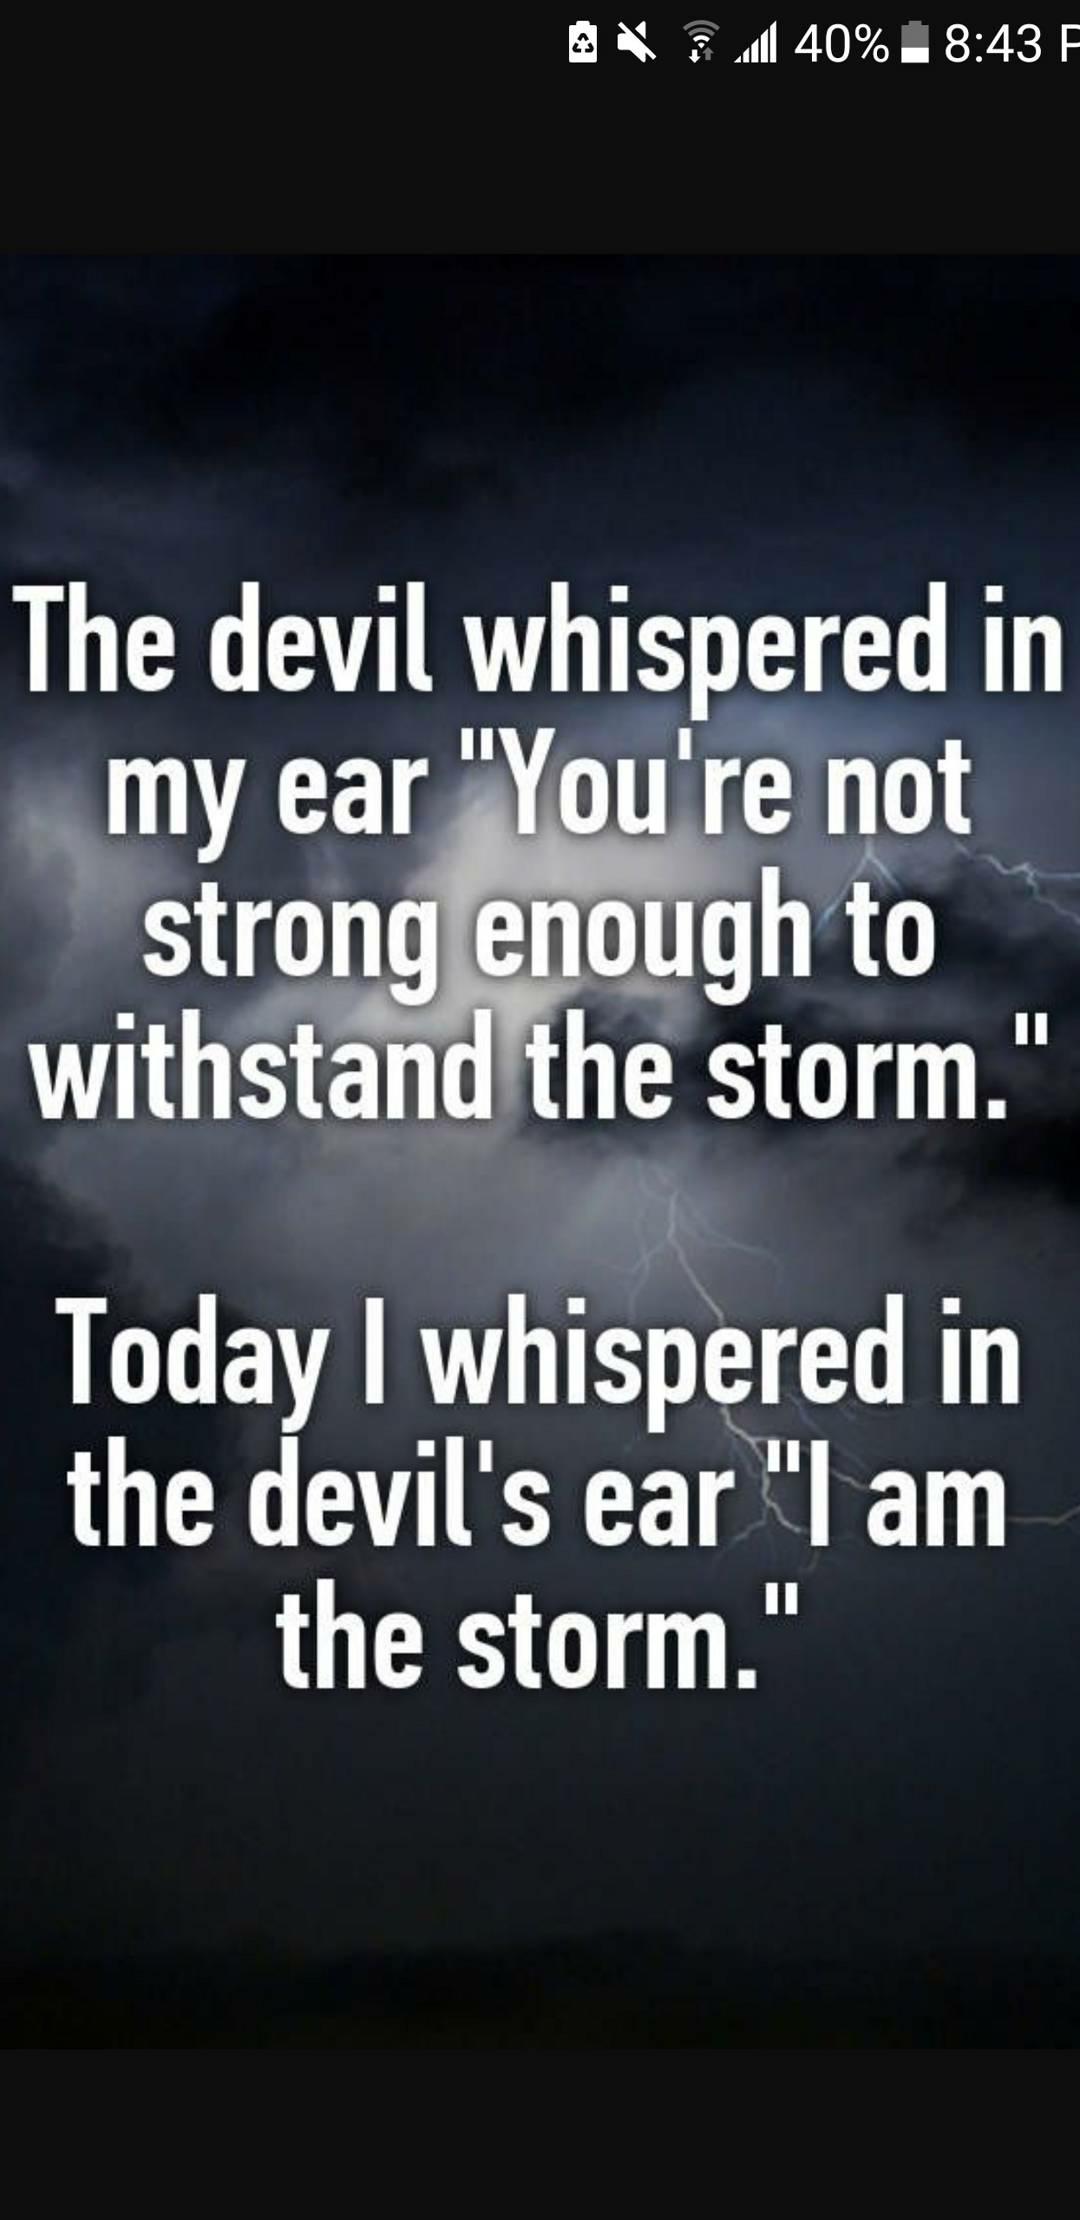 40% 8:43 P
The devil whispered in
my ear "You're not
strong enough to
withstand the storm."
Today I whispered in
the devil's ear "I am
the storm."